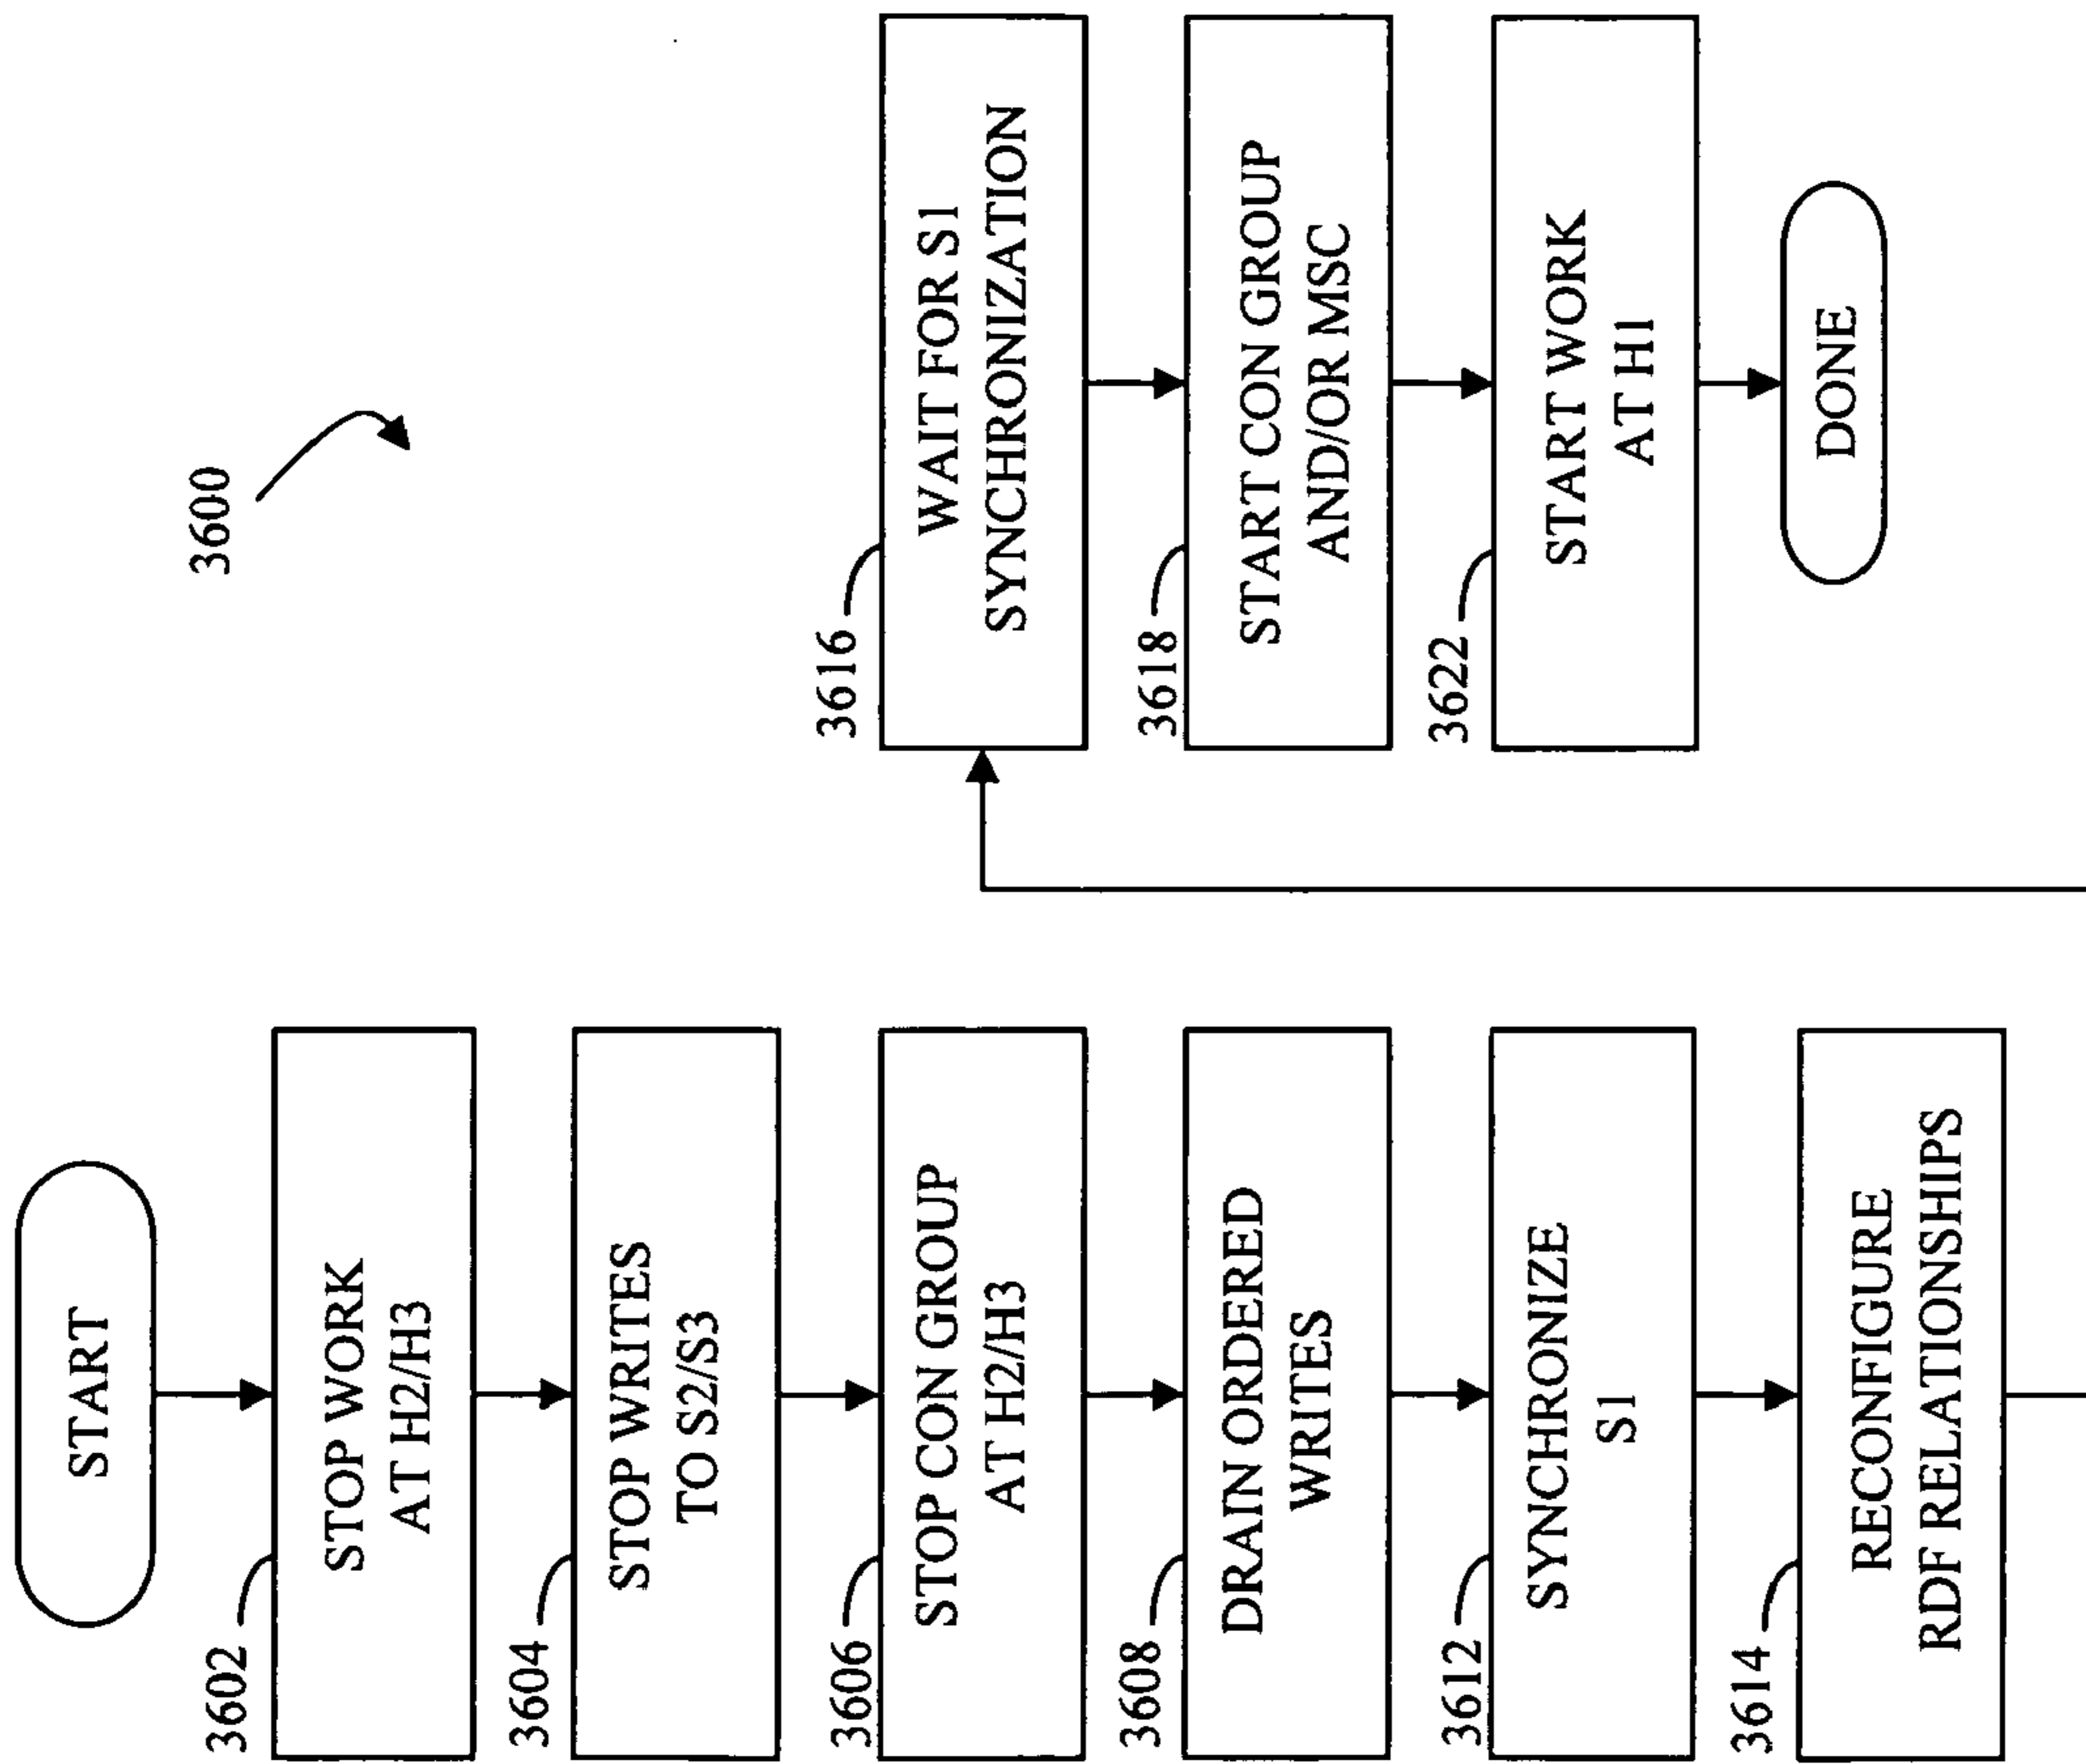 3600
START
3602
STOP WORK
AT H2/H3
3604
STOP WRITES
TO S2/S3
3606
STOP CON GROUP
AT H2/H3
3608
DRAIN ORDERED
WRITES
3612
SYNCHRONIZE
S1
3614
RECONFIGURE
RDF RELATIONSHIPS
3616
WAIT FOR S1
SYNCHRONIZATION
3618
START CON GROUP
AND/OR MSC
3622
START WORK
AT H1
DONE